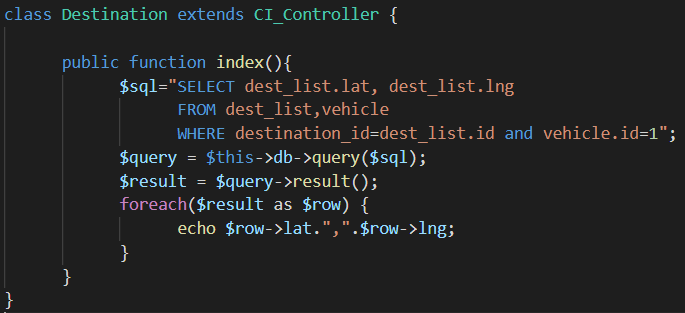 class Destination extends CI_Controller {
public function index(){
$sql="SELECT dest_list.lat, dest_list.lng
FROM dest_list,vehicle
WHERE destination_id=dest_list.id and vehicle.id=1";
$query = $this->db->query($sql);
$result = $query->result();
foreach($result as $row) {
echo $row->lat.",".$row->lng;
}
}
}